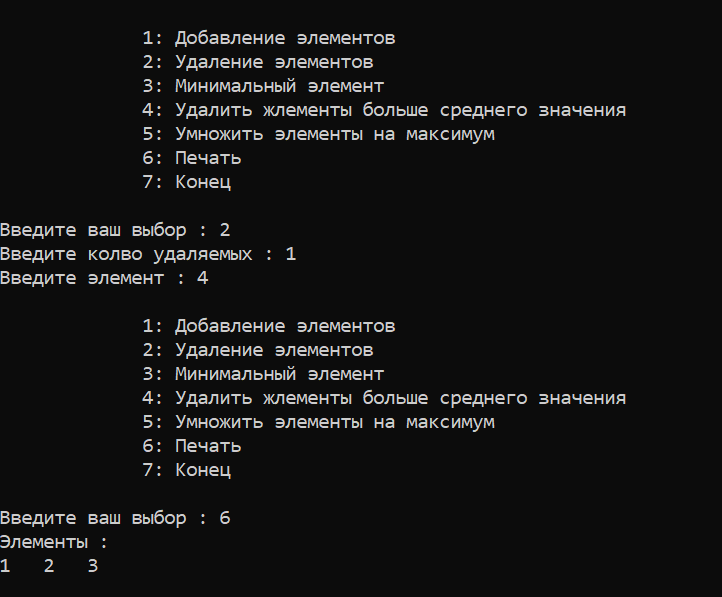 1: Добавление элементов
2: Удаление элементов
3: Минимальный элемент
4: Удалить жлементы больше среднего значения
5: Умножить элементы на максимум
6: Печать
7: Конец
Введите ваш выбор : 2
Введите колво удаляемых : 1
Введите элемент : 4
1: Добавление элементов
2: Удаление элементов
3: Минимальный элемент
4: Удалить жлементы больше среднего значения
5: Умножить элементы на максимум
6: Печать
7: Конец
Введите ваш выбор : 6
Элементы :
1 2 3